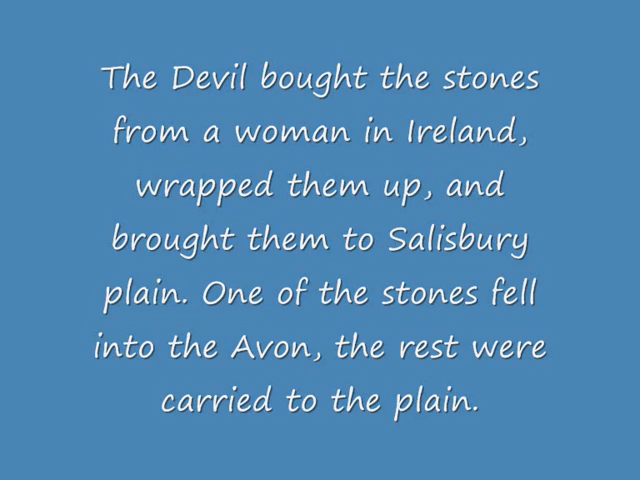 The Devil bought the stones
from a woman in Ireland,
wrapped them up, and
brought them to Salisbury
plain. One of the stones fell
into the Avon, the rest were
carried to the plain.